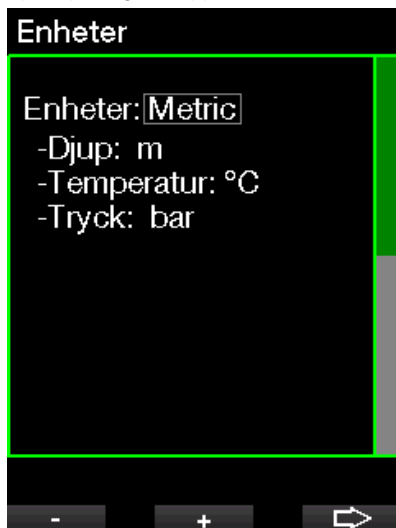 Enheter
Enheter: Metric
-Djup: m
-Temperatur: °C
-Tryck: bar
- + ⇨